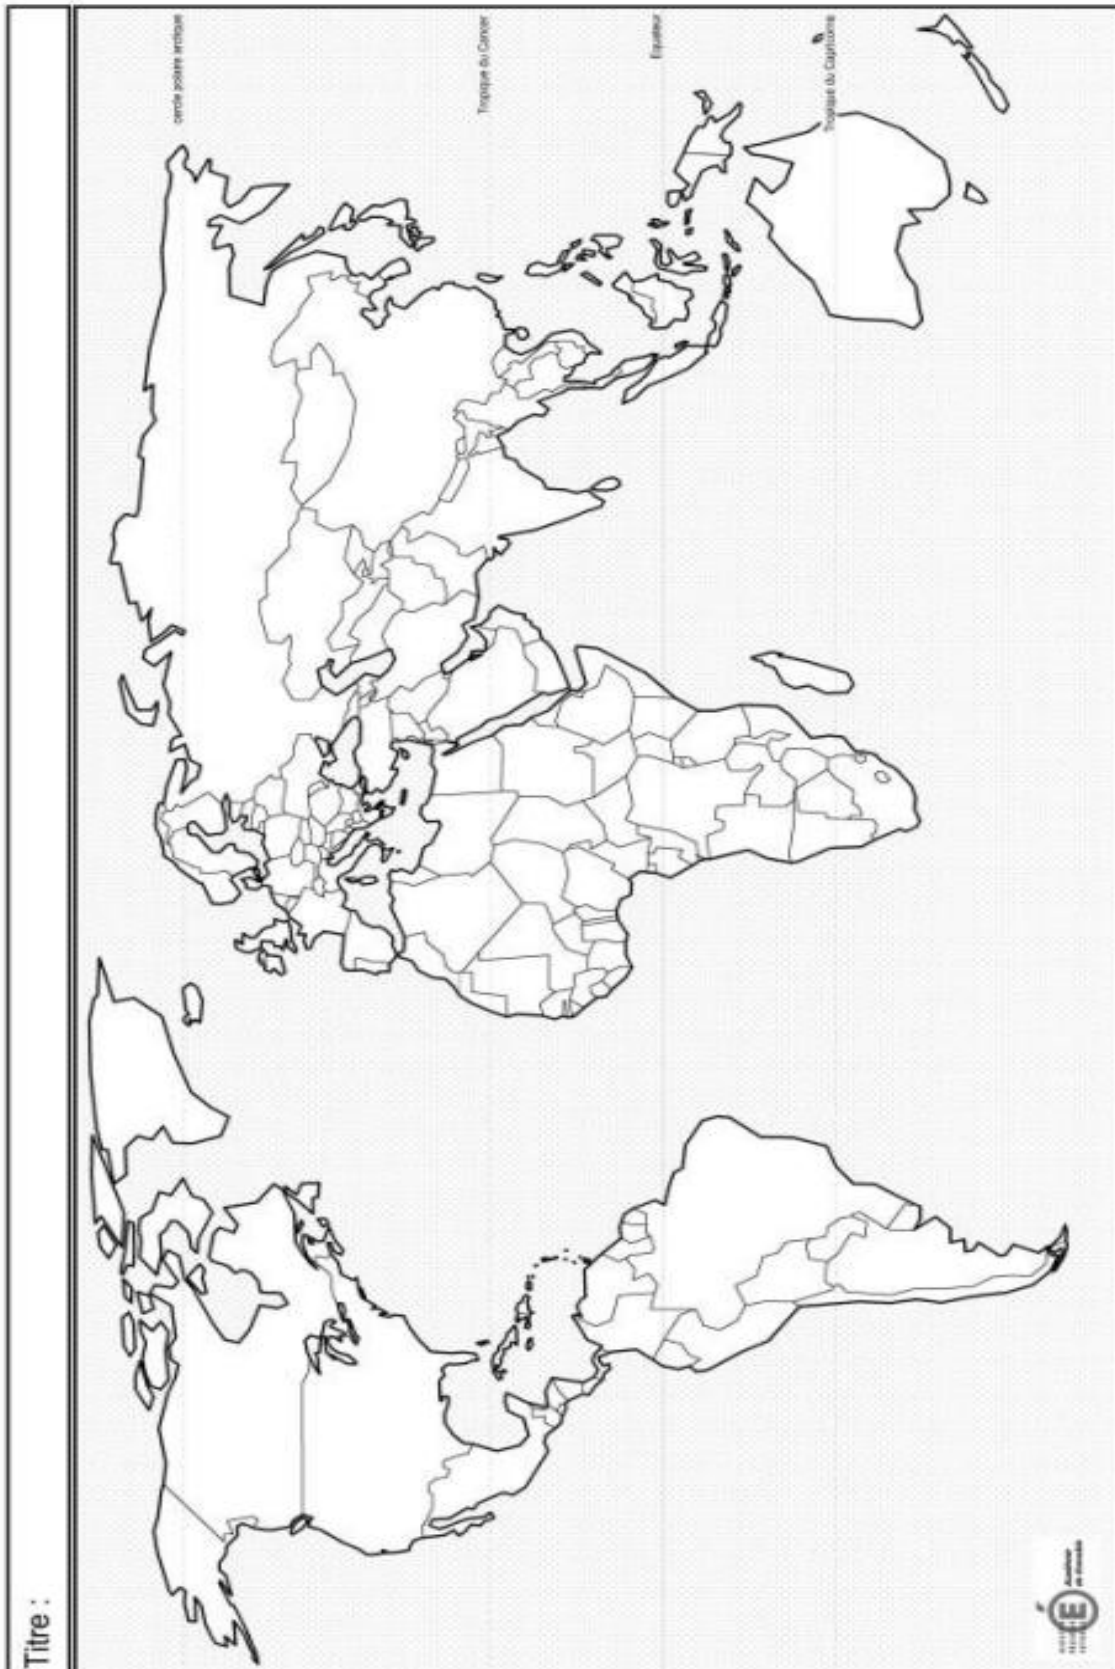 Titre :
cercle polaire arctique
Tropique du Cancer
Equateur
Tropique du Capricorne
É